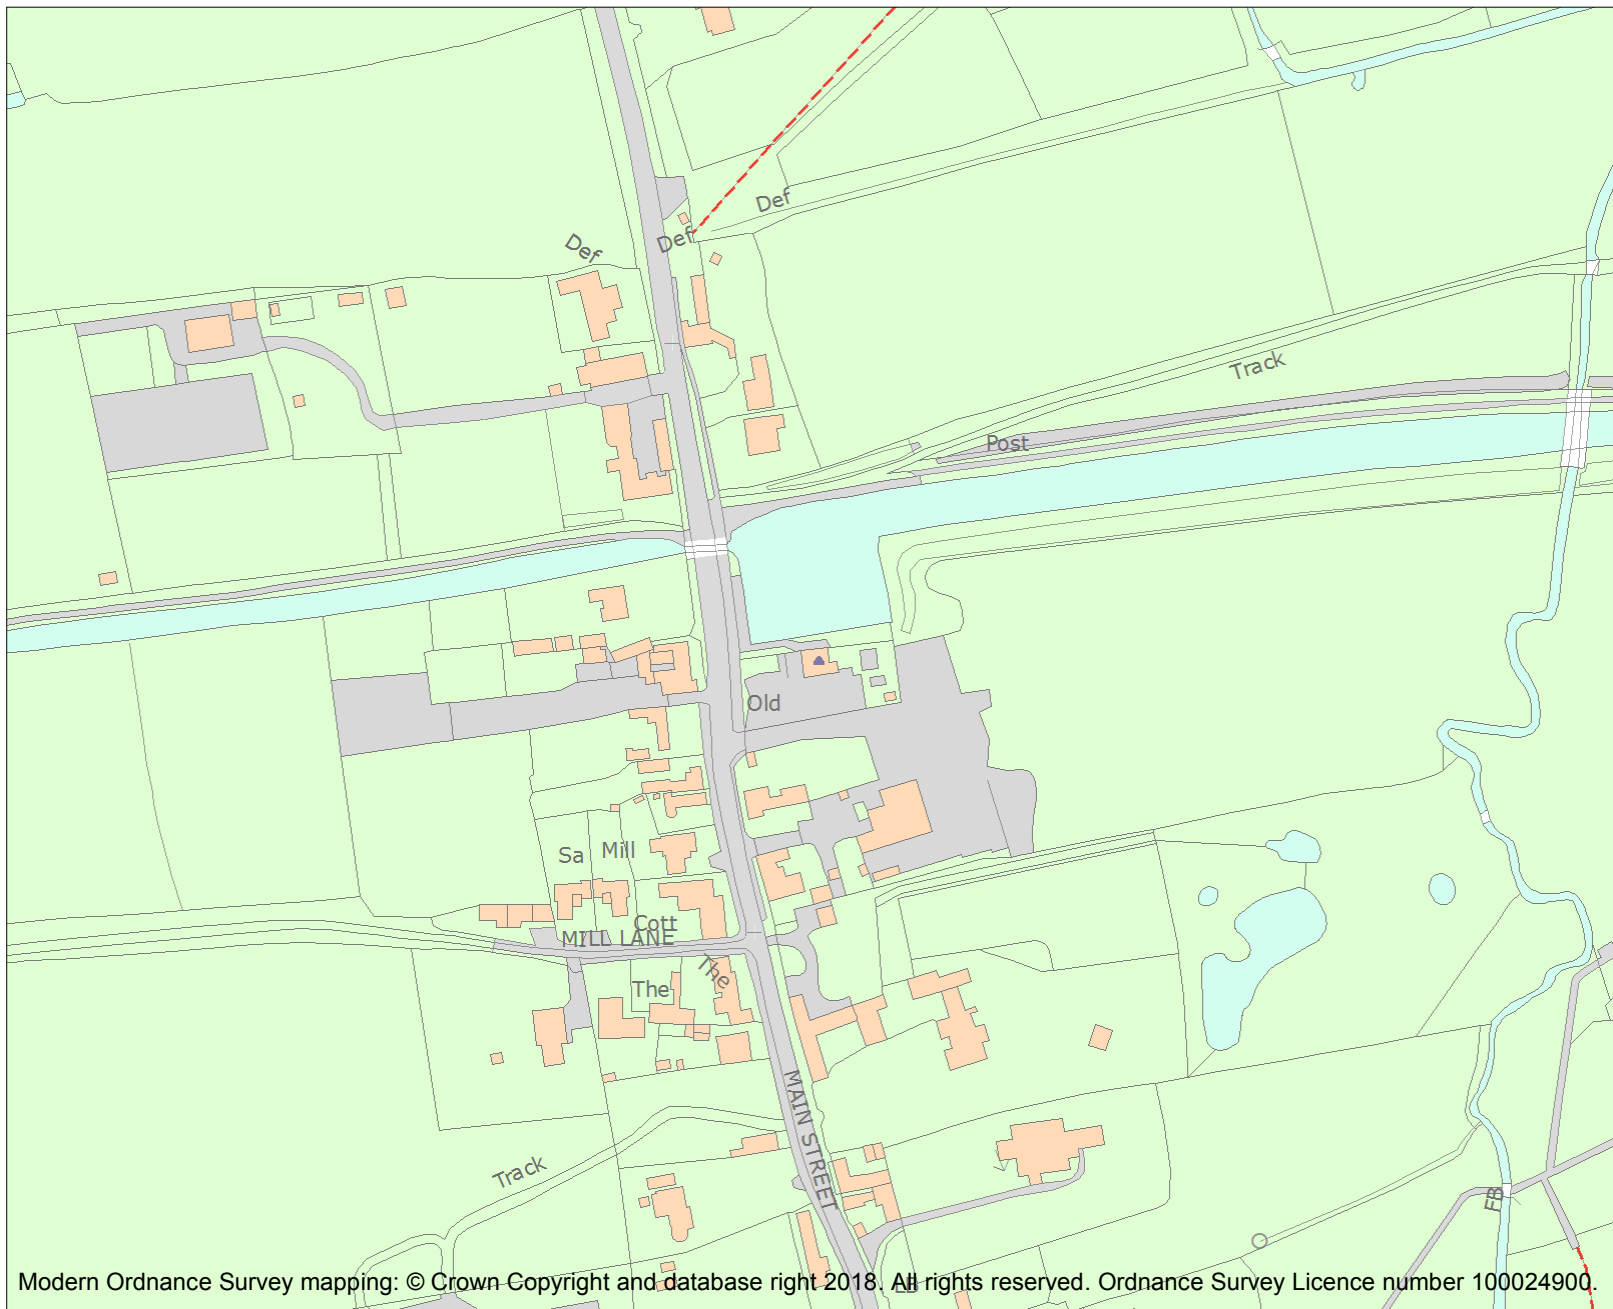 Def
Def
Def
Track
Post
Old
Sa
Mill
Cott
MILL LANE
The
The
MAIN STREET
Track
FB
LB
Modern Ordnance Survey mapping: © Crown Copyright and database right 2018. All rights reserved. Ordnance Survey Licence number 100024900.